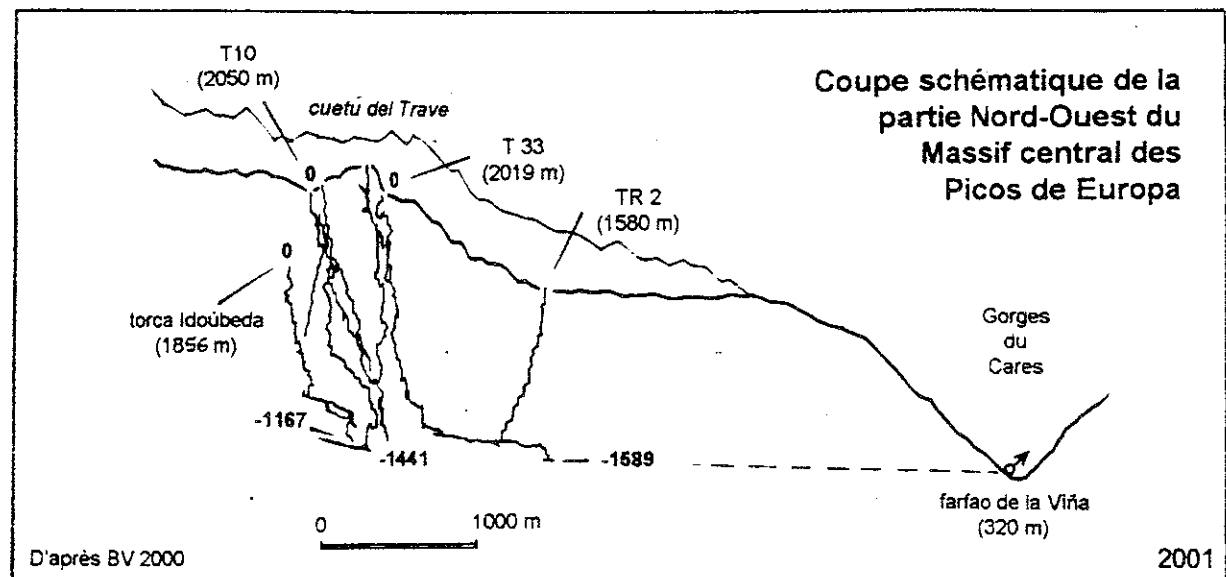 T10
(2050 m)
cuetú del Trave
T 33
(2019 m)
TR 2
(1580 m)
Coupe schématique de la
partie Nord-Ouest du
Massif central des
Picos de Europa
0
0
0
torca Idoúbeda
(1856 m)
Gorges
du
Cares
-1167
-1441
-1589
farfao de la Viña
(320 m)
0
1000 m
D'après BV 2000
2001